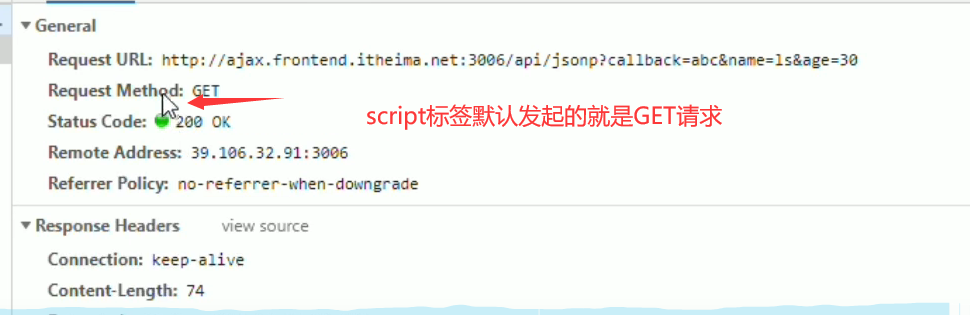 General
Request URL: http://ajax.frontend.itheima.net:3006/api/jsonp?callback=abc&name=ls&age=30
Request Method: GET
script标签默认发起的就是GET请求
Status Code: 200 OK
Remote Address: 39.106.32.91:3006
Referrer Policy: no-referrer-when-downgrade
Response Headers view source
Connection: keep-alive
Content-Length: 74